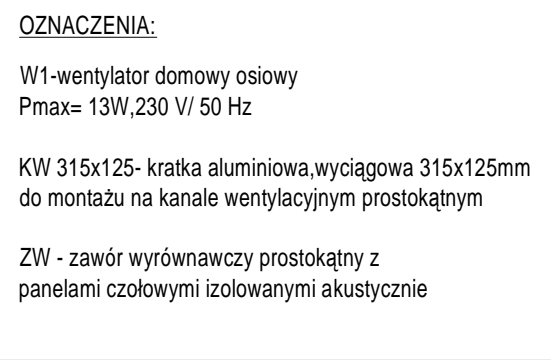 OZNACZENIA:
W1-wentylator domowy osiowy
Pmax= 13W,230 V/ 50 Hz
KW 315x125- kratka aluminiowa,wyciągowa 315x125mm
do montażu na kanale wentylacyjnym prostokątnym
ZW - zawór wyrównawczy prostokątny z
panelami czołowymi izolowanymi akustycznie